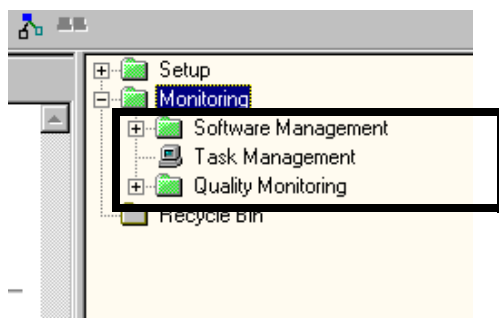 Setup
Monitoring
Software Management
Task Management
Quality Monitoring
Recycle Bin